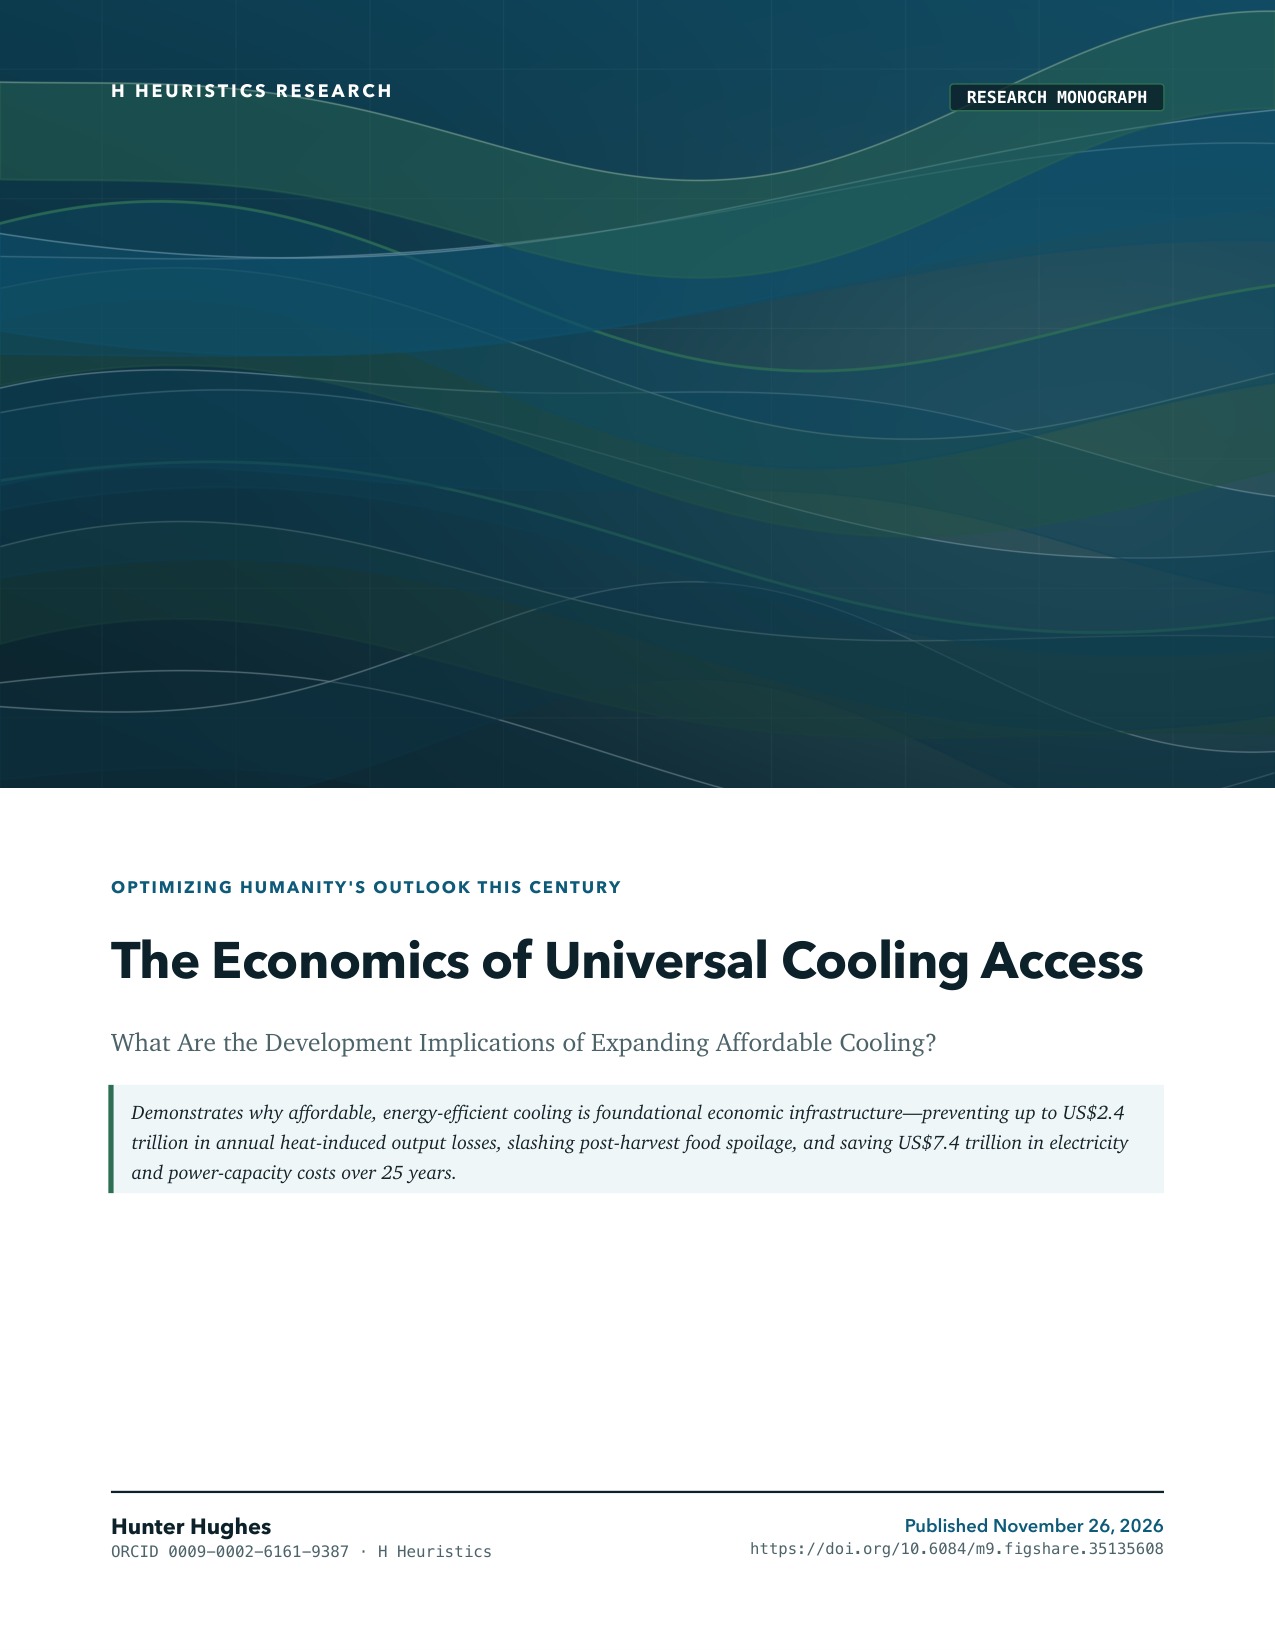 H HEURISTICS RESEARCH
RESEARCH MONOGRAPH
OPTIMIZING HUMANITY'S OUTLOOK THIS CENTURY
The Economics of Universal Cooling Access
What Are the Development Implications of Expanding Affordable Cooling?
Demonstrates why affordable, energy-efficient cooling is foundational economic infrastructure—preventing up to US$2.4
trillion in annual heat-induced output losses, slashing post-harvest food spoilage, and saving US$7.4 trillion in electricity
and power-capacity costs over 25 years.
Hunter Hughes
ORCID 0009-0002-6161-9387 · H Heuristics
Published November 26, 2026
https://doi.org/10.6084/m9.figshare.35135608